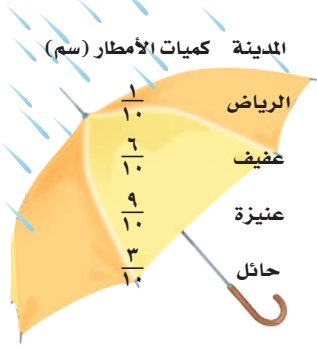 المدينة كميات الأمطار (سم)
الرياض ١/١٠
عفيف ٦/١٠
عنيزة ٩/١٠
حائل ٣/١٠